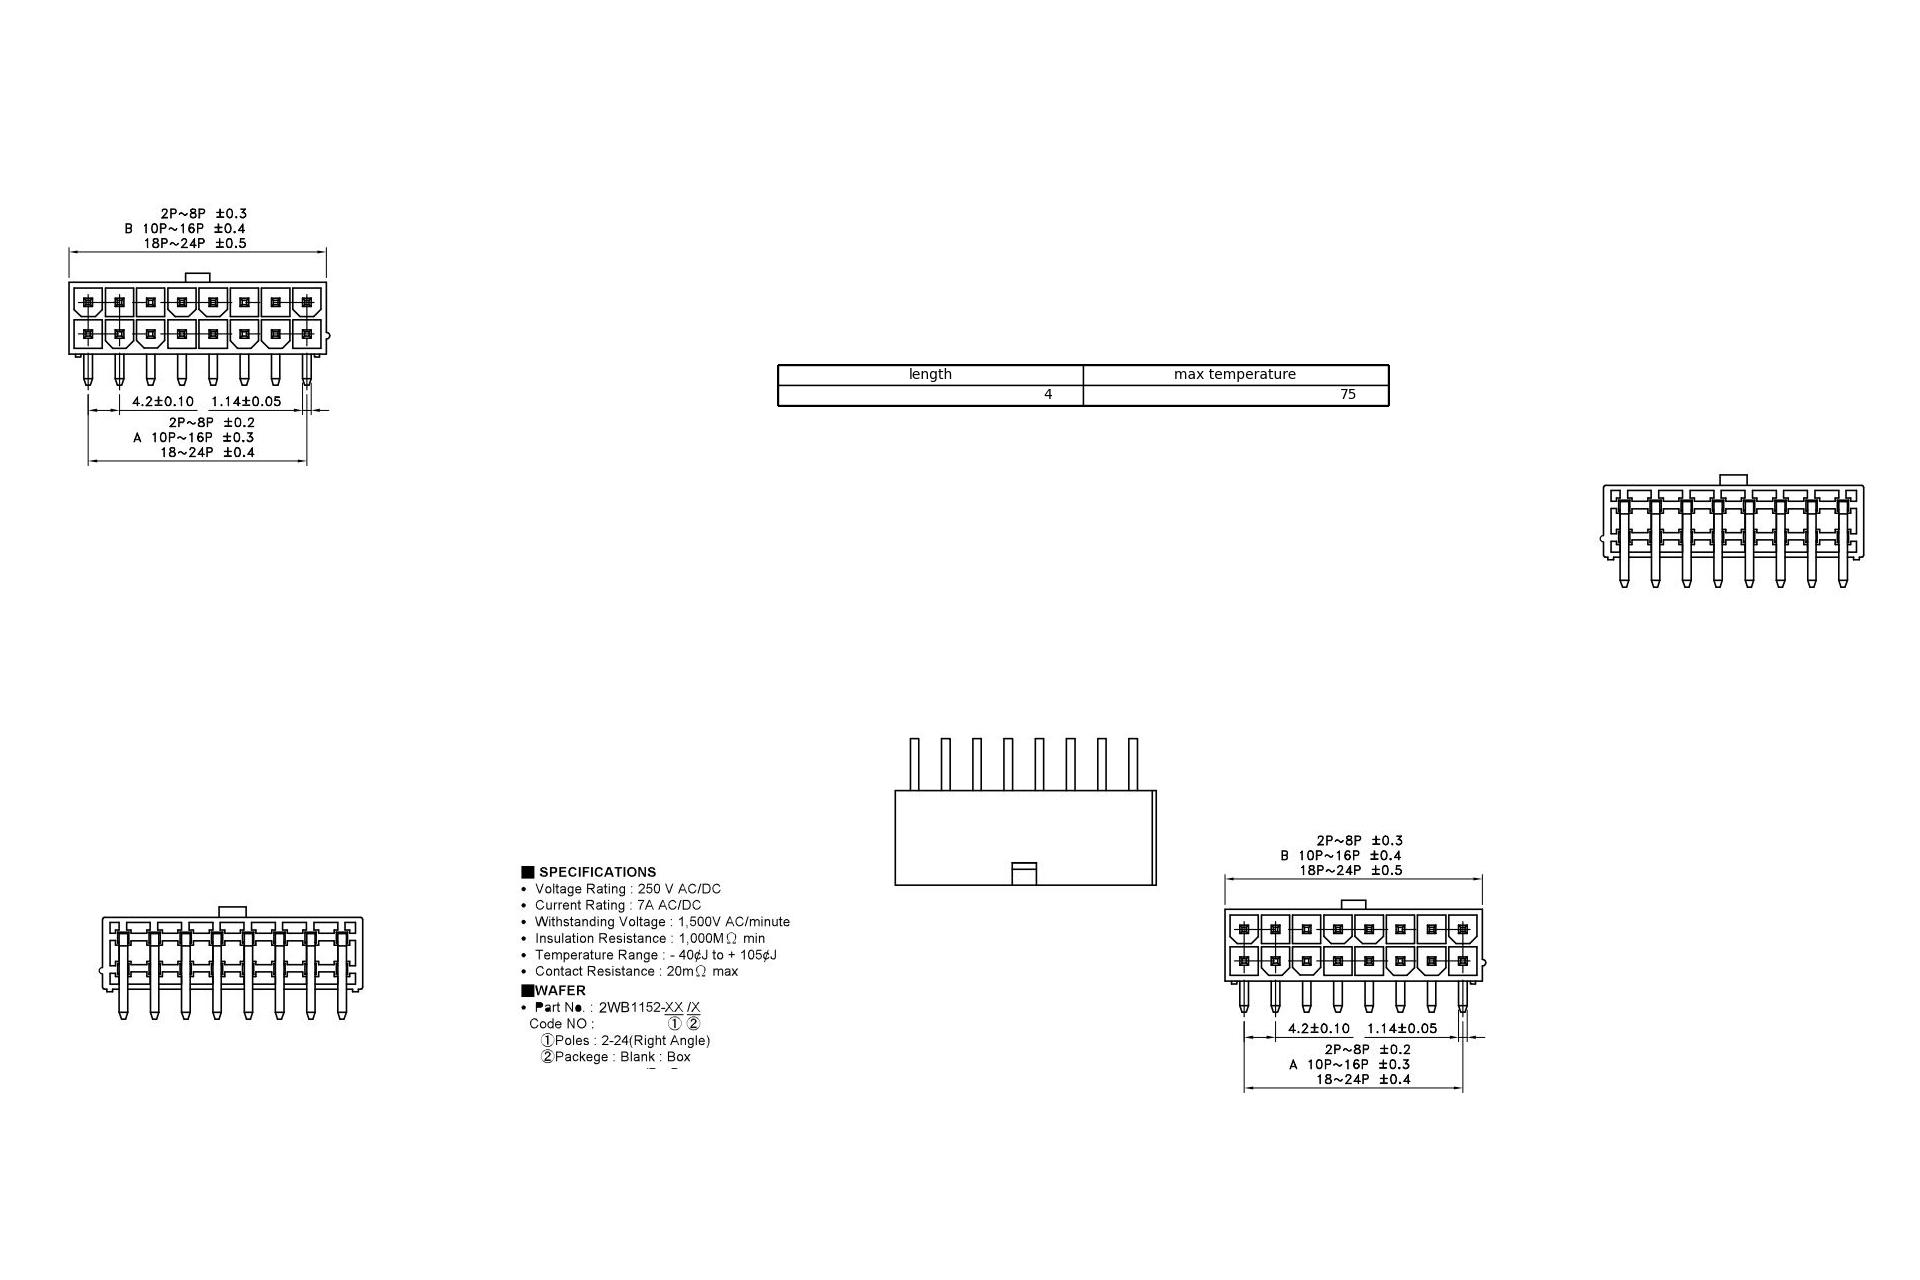 2P~8P ±0.3
B 10P~16P ±0.4
18P~24P ±0.5
4.2±0.10 1.14±0.05
2P~8P ±0.2
A 10P~16P ±0.3
18~24P ±0.4
length max temperature
4 75
■ SPECIFICATIONS
• Voltage Rating : 250 V AC/DC
• Current Rating : 7A AC/DC
• Withstanding Voltage : 1,500V AC/minute
• Insulation Resistance : 1,000MΩ min
• Temperature Range : - 40¢J to + 105¢J
• Contact Resistance : 20mΩ max
■WAFER
• Part No. : 2WB1152-XX /X
Code NO : ① ②
①Poles : 2-24(Right Angle)
②Packege : Blank : Box
2P~8P ±0.3
B 10P~16P ±0.4
18P~24P ±0.5
4.2±0.10 1.14±0.05
2P~8P ±0.2
A 10P~16P ±0.3
18~24P ±0.4